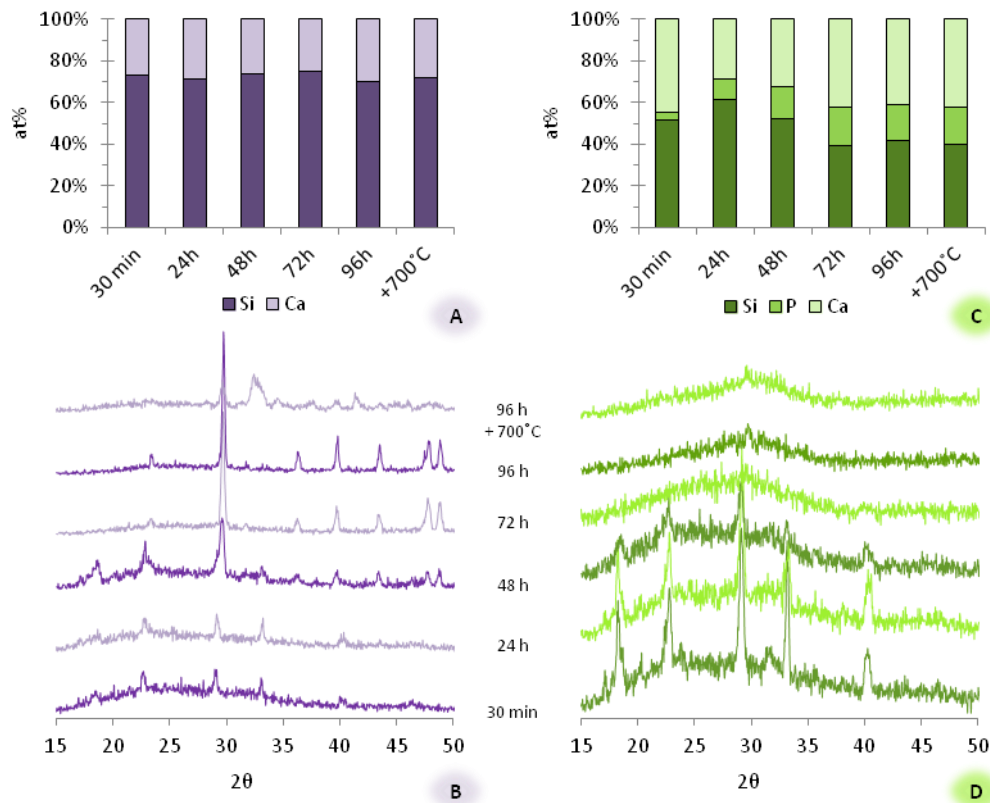 100%
80%
60%
40%
20%
0%
at%
30 min
24h
48h
72h
96h
+700˚C
Si Ca
A
100%
80%
60%
40%
20%
0%
at%
30 min
24h
48h
72h
96h
+700˚C
Si P Ca
C
96 h
+ 700˚C
96 h
72 h
48 h
24 h
30 min
15 20 25 30 35 40 45 50
2θ
B
15 20 25 30 35 40 45 50
2θ
D